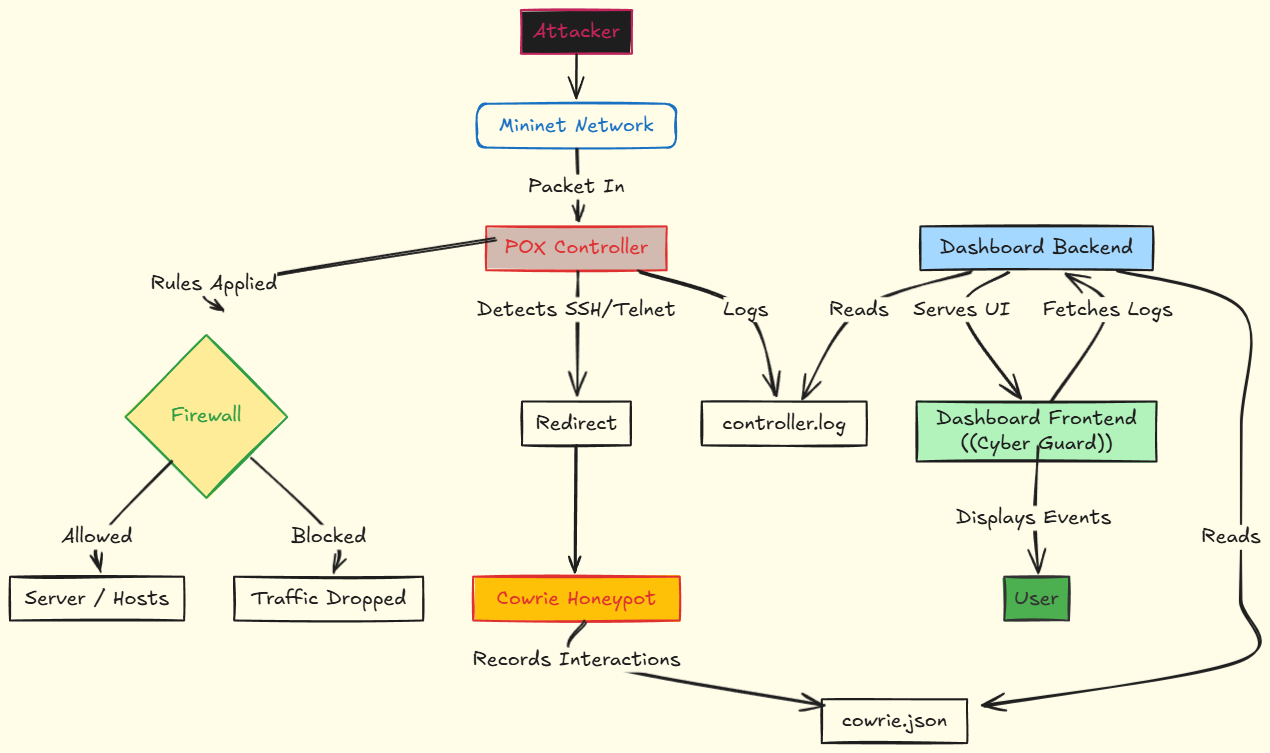 Attacker
Mininet Network
Packet In
POX Controller
Dashboard Backend
Rules Applied
Detects SSH/Telnet
Logs
Reads
Serves UI
Fetches Logs
Firewall
Redirect
controller.log
Dashboard Frontend
((Cyber Guard))
Displays Events
Allowed
Blocked
Reads
Server / Hosts
Traffic Dropped
Cowrie Honeypot
User
Records Interactions
cowrie.json